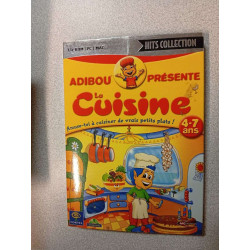 CD-ROM PC/MAC
HITS COLLECTION
ADIBOU PRÉSENTE
La
Cuisine
Amuse-toi à cuisiner de vrais petits plats !
4-7
ans